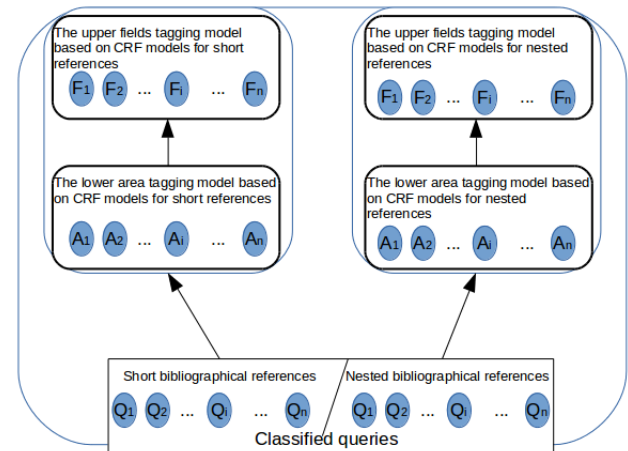 The upper fields tagging model
based on CRF models for short
references
F1 F2 ... Fi ... Fn
The upper fields tagging model
based on CRF models for nested
references
F1 F2 ... Fi ... Fn
The lower area tagging model based
on CRF models for short references
A1 A2 ... Ai ... An
The lower area tagging model based
on CRF models for nested
references
A1 A2 ... Ai ... An
Short bibliographical references
Q1 Q2 ... Qi ... Qn
Nested bibliographical references
Q1 Q2 ... Qi ... Qn
Classified queries